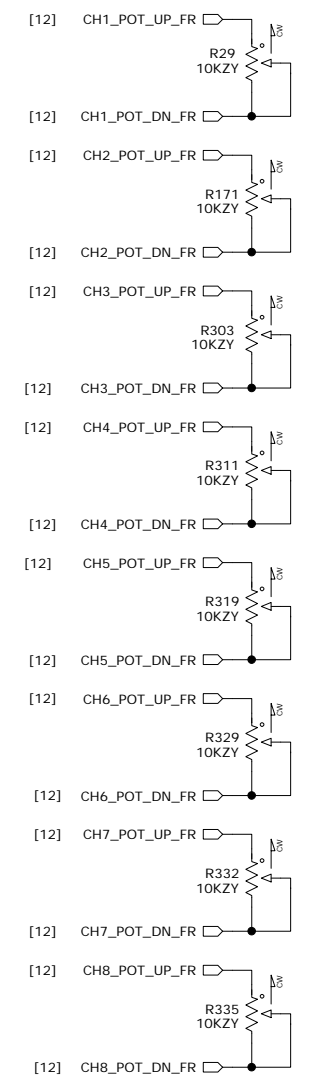 [12] CH1_POT_UP_FR
CW
R29
10KZY
[12] CH1_POT_DN_FR
[12] CH2_POT_UP_FR
CW
R171
10KZY
[12] CH2_POT_DN_FR
[12] CH3_POT_UP_FR
CW
R303
10KZY
[12] CH3_POT_DN_FR
[12] CH4_POT_UP_FR
CW
R311
10KZY
[12] CH4_POT_DN_FR
[12] CH5_POT_UP_FR
CW
R319
10KZY
[12] CH5_POT_DN_FR
[12] CH6_POT_UP_FR
CW
R329
10KZY
[12] CH6_POT_DN_FR
[12] CH7_POT_UP_FR
CW
R332
10KZY
[12] CH7_POT_DN_FR
[12] CH8_POT_UP_FR
CW
R335
10KZY
[12] CH8_POT_DN_FR